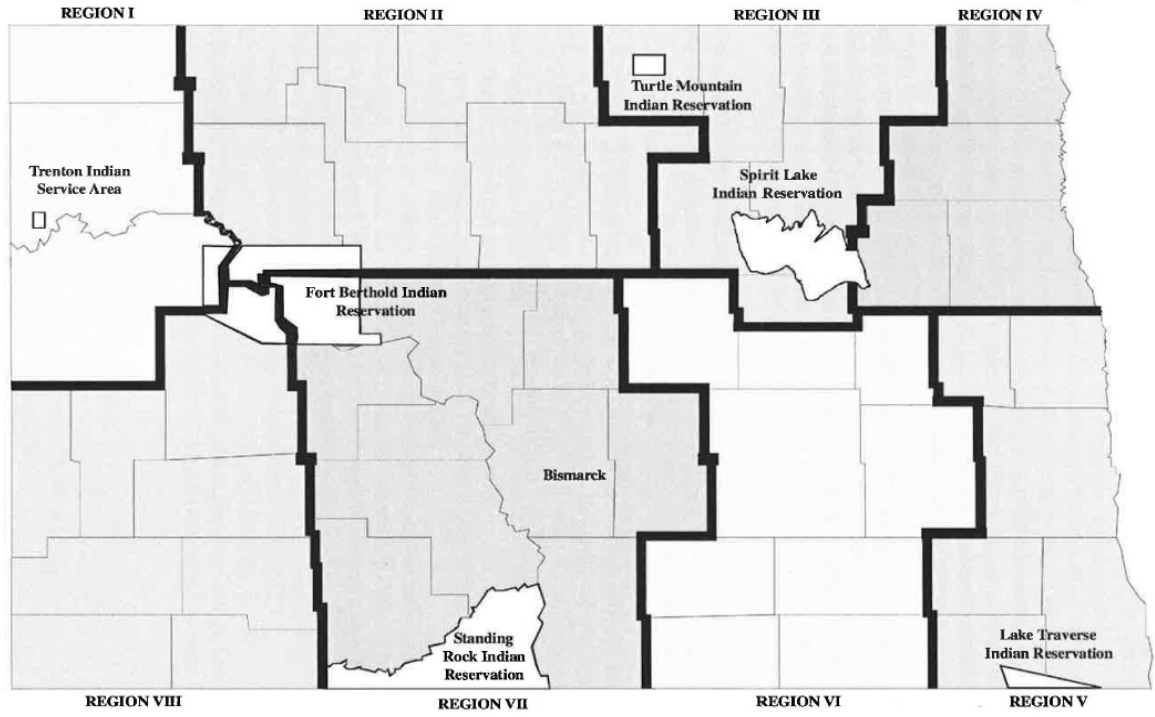 REGION I
REGION II
REGION III
REGION IV
Turtle Mountain
Indian Reservation
Trenton Indian
Service Area
Spirit Lake
Indian Reservation
Fort Berthold Indian
Reservation
Bismarck
Standing
Rock Indian
Reservation
Lake Traverse
Indian Reservation
REGION VIII
REGION VII
REGION VI
REGION V